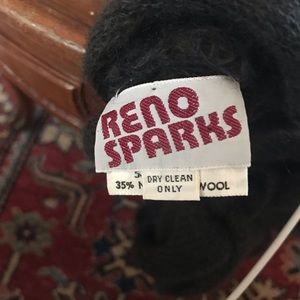 RENO
SPARKS
DRY CLEAN
35% WOOL
ONLY